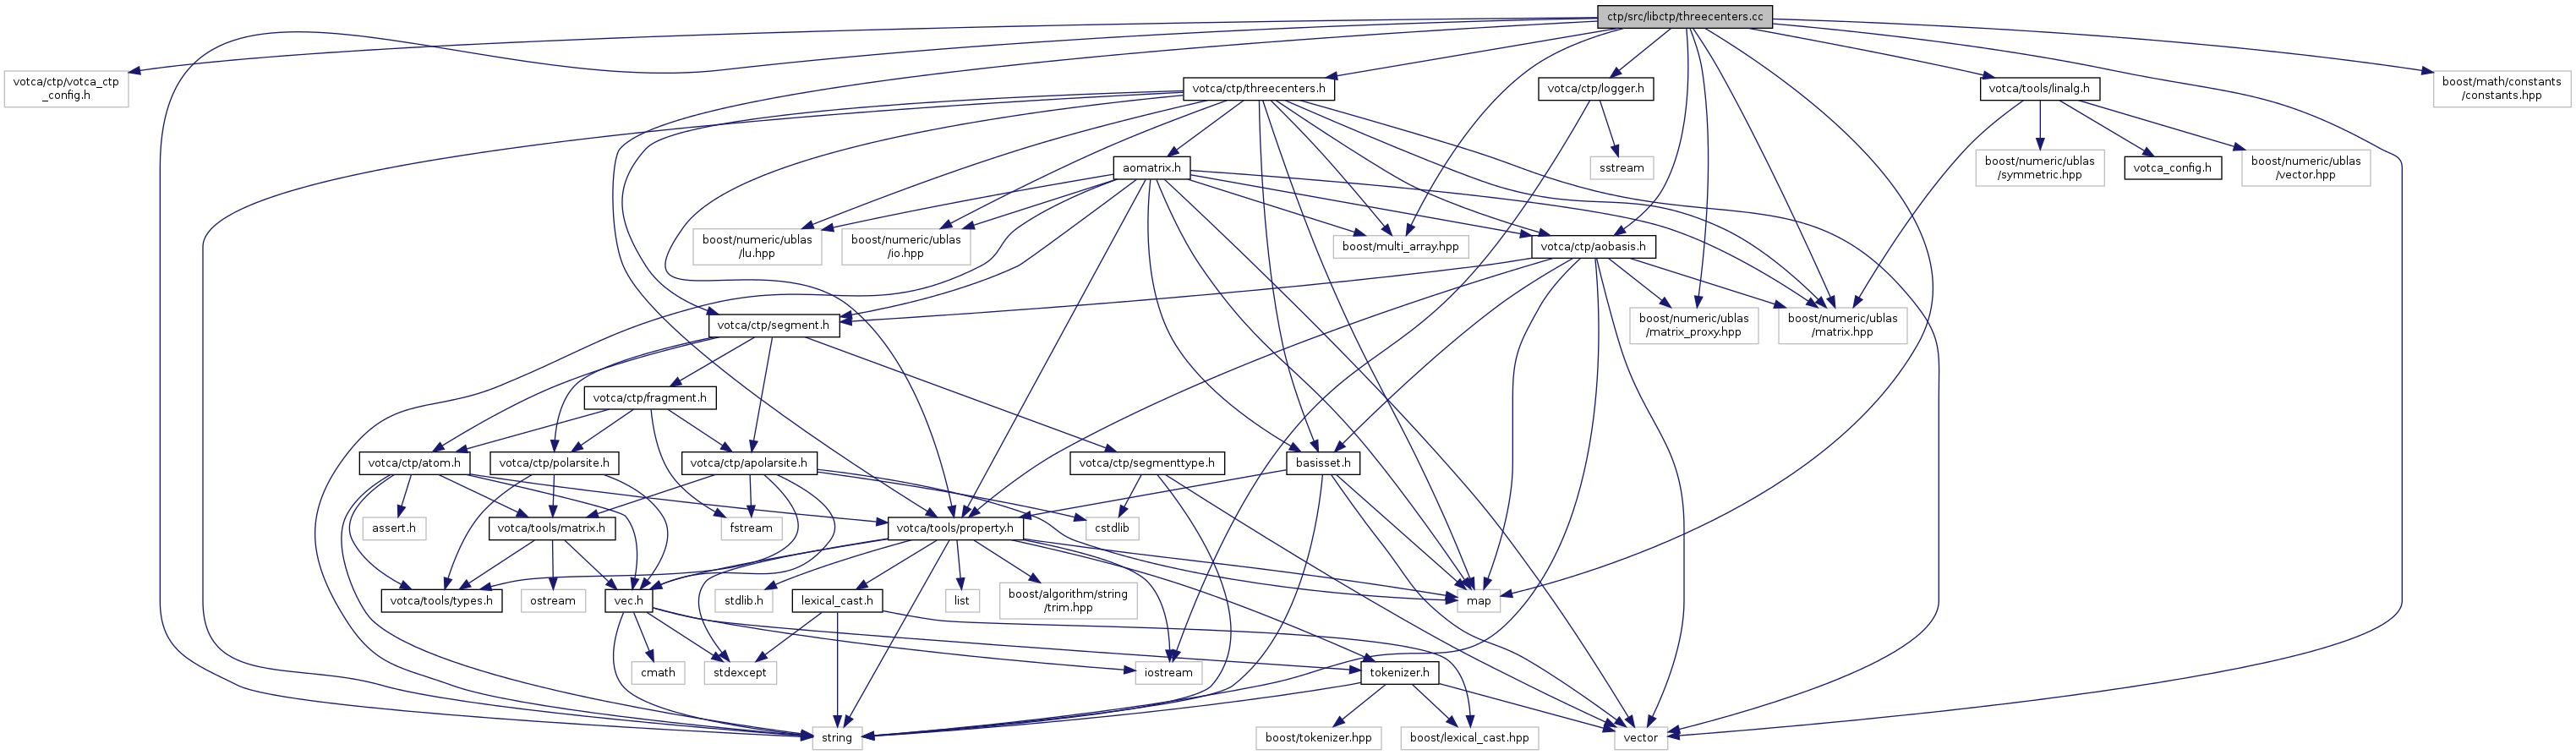 ctp/src/libctp/threecenters.cc
votca/ctp/votca_ctp
_config.h
votca/ctp/threecenters.h
votca/ctp/logger.h
votca/tools/linalg.h
boost/math/constants
/constants.hpp
aomatrix.h
sstream
boost/numeric/ublas
/symmetric.hpp
votca_config.h
boost/numeric/ublas
/vector.hpp
boost/numeric/ublas
/lu.hpp
boost/numeric/ublas
/io.hpp
boost/multi_array.hpp
votca/ctp/aobasis.h
votca/ctp/segment.h
boost/numeric/ublas
/matrix_proxy.hpp
boost/numeric/ublas
/matrix.hpp
votca/ctp/fragment.h
votca/ctp/atom.h
votca/ctp/polarsite.h
votca/ctp/apolarsite.h
votca/ctp/segmenttype.h
basisset.h
assert.h
votca/tools/matrix.h
fstream
votca/tools/property.h
cstdlib
votca/tools/types.h
ostream
vec.h
stdlib.h
lexical_cast.h
list
boost/algorithm/string
/trim.hpp
map
cmath
stdexcept
iostream
tokenizer.h
string
boost/tokenizer.hpp
boost/lexical_cast.hpp
vector